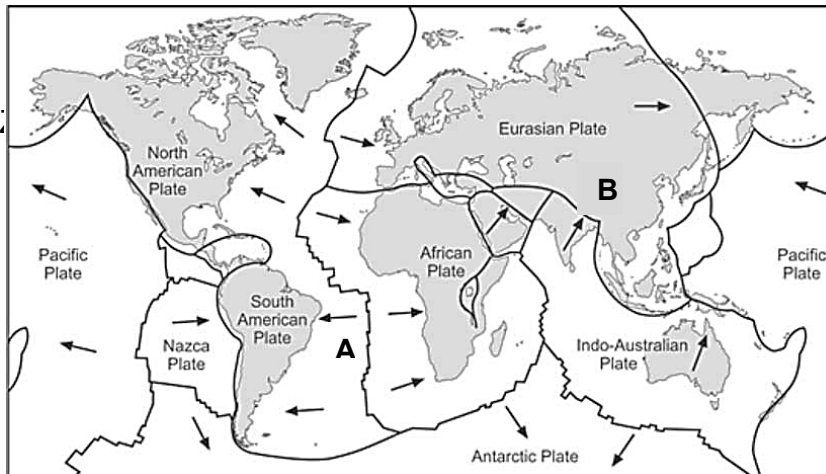 North
American
Plate
Eurasian Plate
B
Pacific
Plate
African
Plate
Pacific
Plate
South
American
Plate
Nazca
Plate
A
Indo-Australian
Plate
Antarctic Plate